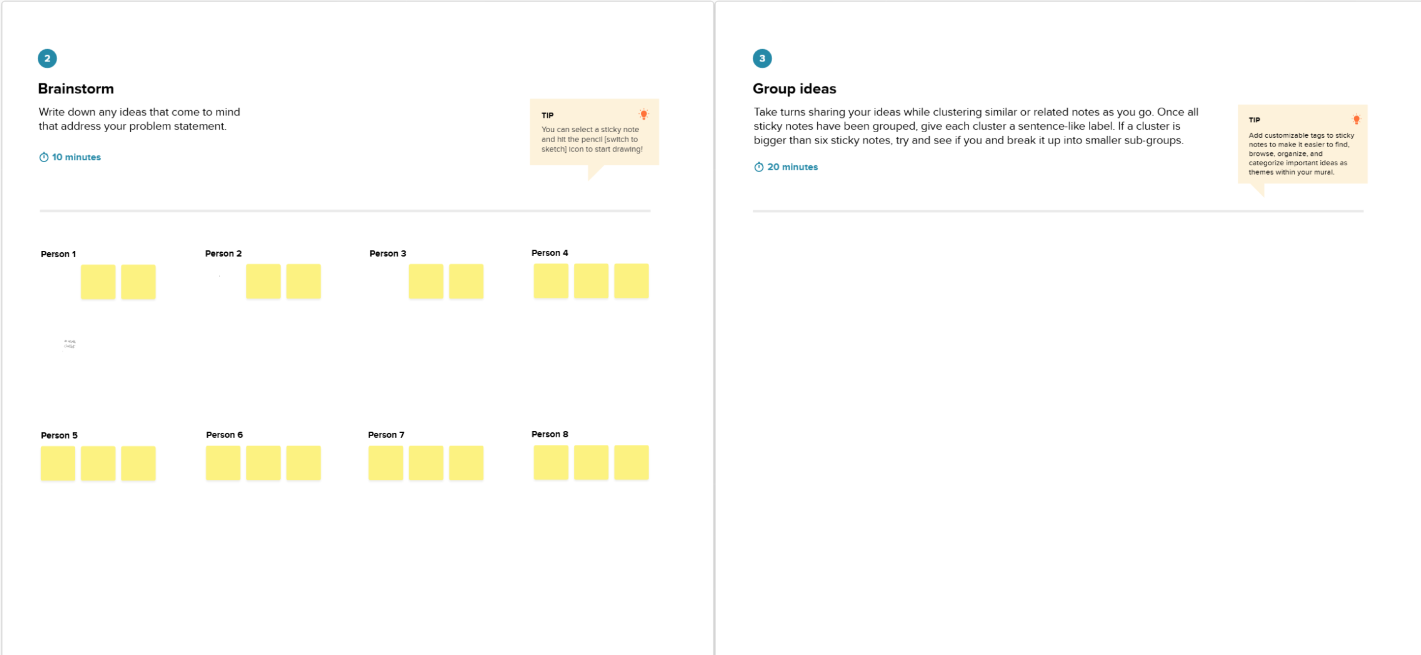 2
Brainstorm
Write down any ideas that come to mind
that address your problem statement.
10 minutes
TIP
You can select a sticky note
and hit the pencil [switch to
sketch] icon to start drawing!
Person 1
Person 2
Person 3
Person 4
Person 5
Person 6
Person 7
Person 8
3
Group ideas
Take turns sharing your ideas while clustering similar or related notes as you go. Once all
sticky notes have been grouped, give each cluster a sentence-like label. If a cluster is
bigger than six sticky notes, try and see if you and break it up into smaller sub-groups.
20 minutes
TIP
Add customizable tags to sticky
notes to make it easier to find,
browse, organize, and
categorize important ideas as
themes within your mural.